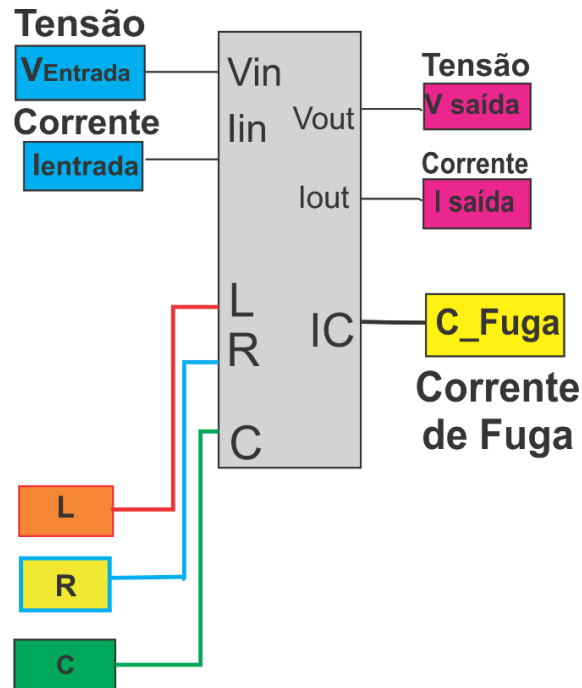 Tensão
VEntrada
Corrente
Ientrada
Vin
Iin
Vout
Iout
L
R
IC
C
Tensão
V saída
Corrente
I saída
C_Fuga
Corrente
de Fuga
L
R
C